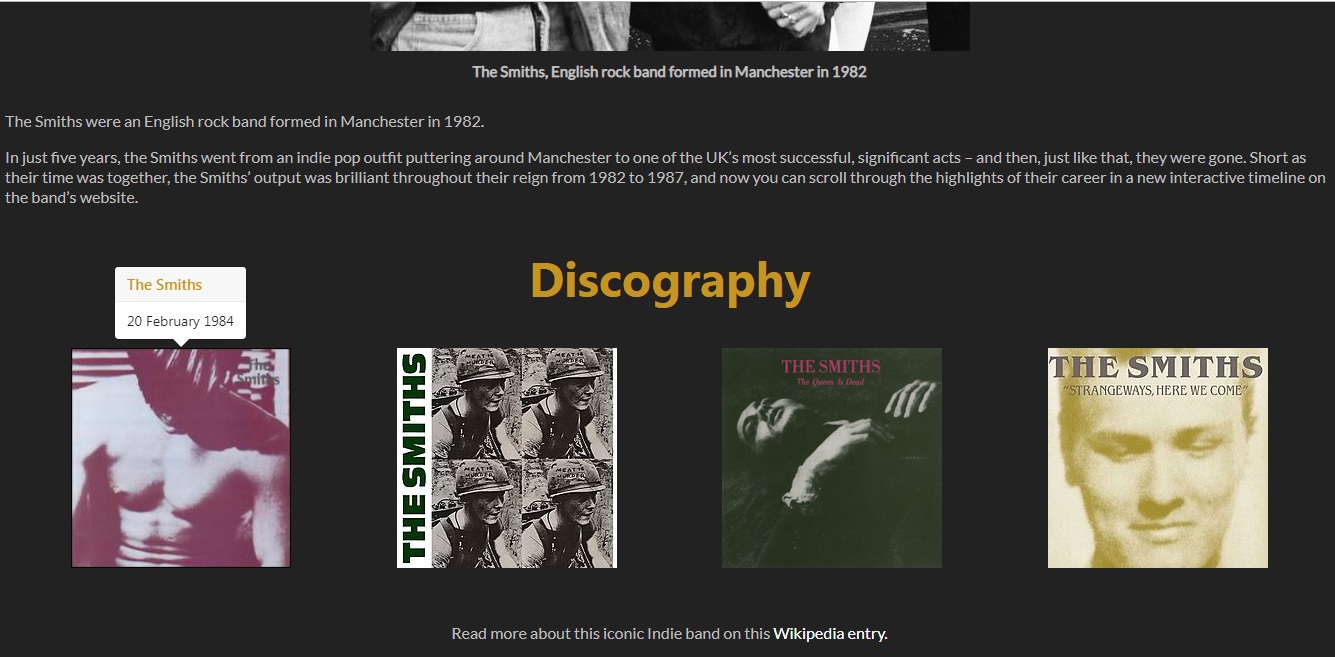 The Smiths, English rock band formed in Manchester in 1982
The Smiths were an English rock band formed in Manchester in 1982.
In just five years, the Smiths went from an indie pop outfit puttering around Manchester to one of the UK’s most successful, significant acts – and then, just like that, they were gone. Short as
their time was together, the Smiths’ output was brilliant throughout their reign from 1982 to 1987, and now you can scroll through the highlights of their career in a new interactive timeline on
the band’s website.
Discography
The Smiths
20 February 1984
The
Smiths
THE SMITHS
MEAT IS
MURDER
MEAT IS
MURDER
MEAT IS
MURDER
MEAT IS
MURDER
THE SMITHS
The Queen Is Dead
THE SMITHS
"STRANGEWAYS, HERE WE COME"
Read more about this iconic Indie band on this Wikipedia entry.